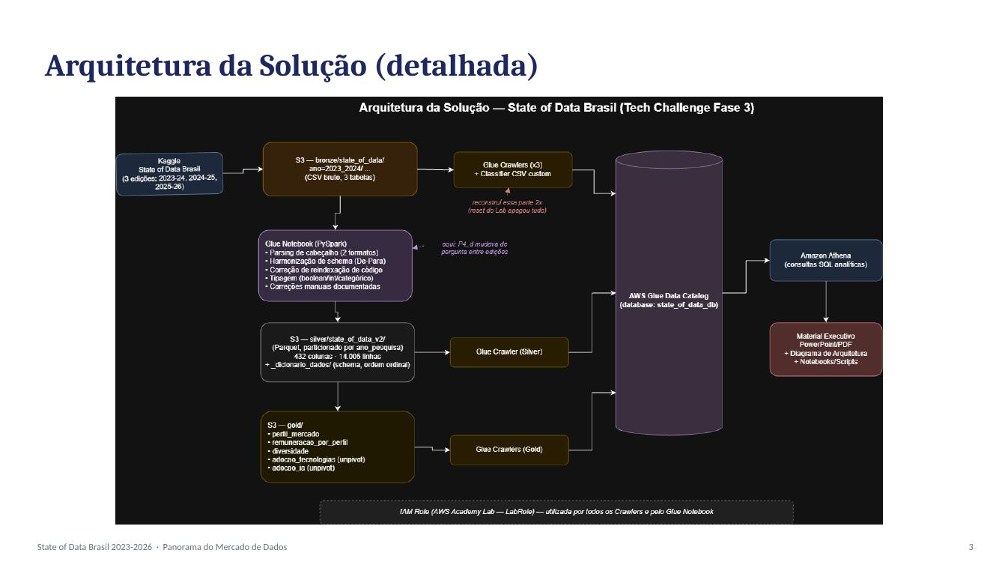 Arquitetura da Solução (detalhada)
Arquitetura da Solução — State of Data Brasil (Tech Challenge Fase 3)
Kaggle
State of Data Brasil
(3 edições: 2023-24, 2024-25,
2025-26)
S3 — bronze/state_of_data/
ano=2023_2024/ ...
(CSV bruto, 3 tabelas)
Glue Crawlers (x3)
+ Classifier CSV custom
reconstruí essa parte 2x
(reset do Lab apagou tudo)
Glue Notebook (PySpark)
• Parsing de cabeçalho (2 formatos)
• Harmonização de schema (De-Para)
• Correção de reindexação de código
• Tipagem (boolean/int/categórico)
• Correções manuais documentadas
aqui: P4_d mudava de
pergunta entre edições
Amazon Athena
(consultas SQL analíticas)
AWS Glue Data Catalog
(database: state_of_data_db)
S3 — silver/state_of_data_v2/
(Parquet, particionado por ano_pesquisa)
432 colunas · 14.005 linhas
+ _dicionario_dados/ (schema, ordem ordinal)
Glue Crawler (Silver)
Material Executivo
PowerPoint/PDF
+ Diagrama de Arquitetura
+ Notebooks/Scripts
S3 — gold/
• perfil_mercado
• remuneracao_por_perfil
• diversidade
• adocao_tecnologias (unpivot)
• adocao_ia (unpivot)
Glue Crawlers (Gold)
IAM Role (AWS Academy Lab — LabRole) — utilizada por todos os Crawlers e pelo Glue Notebook
State of Data Brasil 2023-2026 · Panorama do Mercado de Dados
3